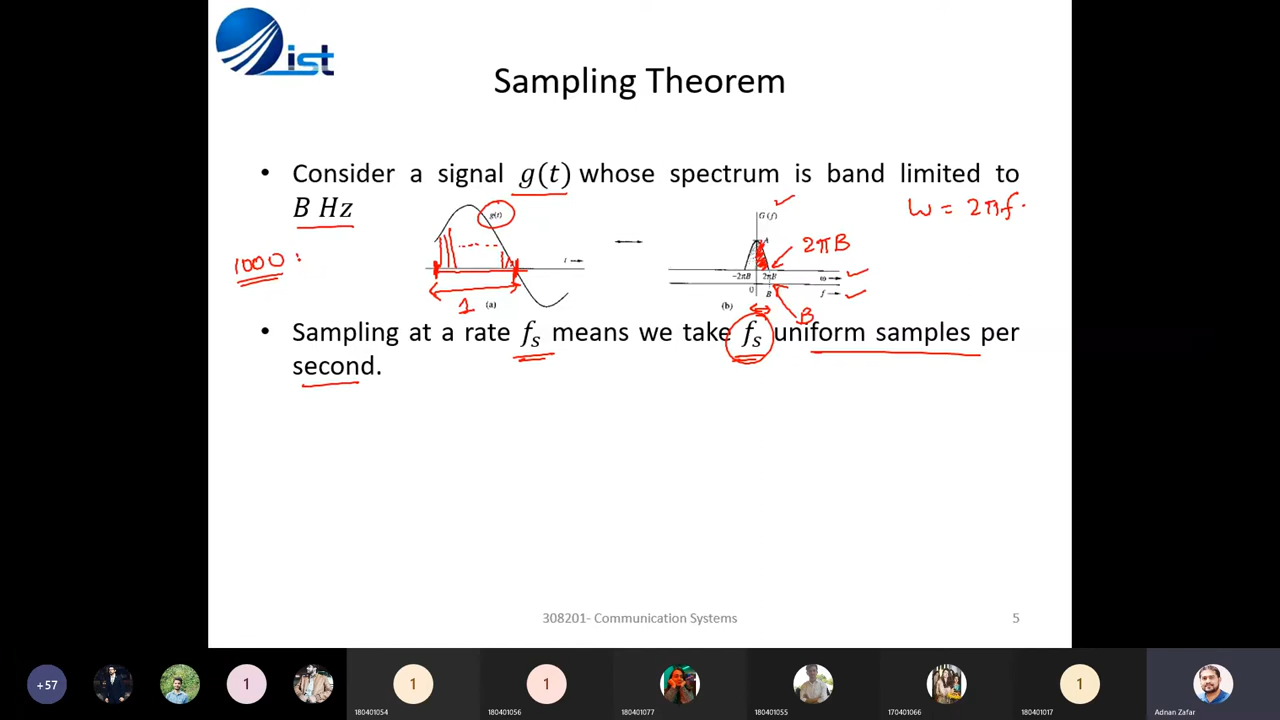 ist
Sampling Theorem
• Consider a signal g(t) whose spectrum is band limited to
B Hz
w = 2πf.
g(t)
G (f)
A
2πB
1000 :
t
−2πB
2πB
ω
0
B
f
1
(a)
(b)
B
• Sampling at a rate fs means we take fs uniform samples per
second.
308201- Communication Systems
5
+57
1
1
1
1
180401054
180401056
180401077
180401055
170401066
180401017
Adnan Zafar